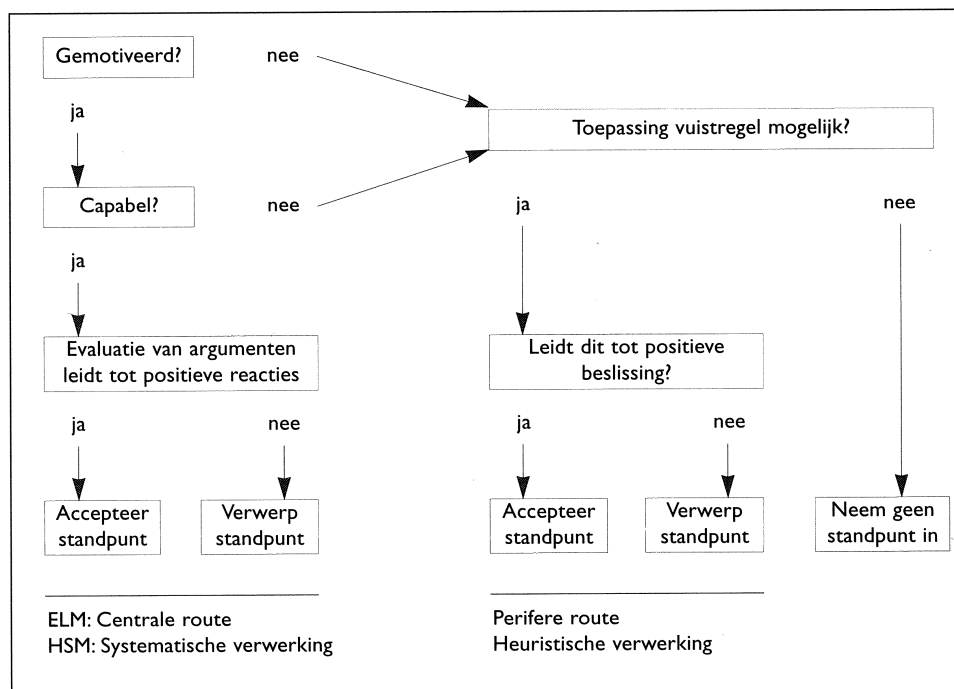 Gemotiveerd?
nee
ja
Toepassing vuistregel mogelijk?
Capabel?
nee
ja
nee
ja
Evaluatie van argumenten
leidt tot positieve reacties
Leidt dit tot positieve
beslissing?
ja
nee
ja
nee
Accepteer
standpunt
Verwerp
standpunt
Accepteer
standpunt
Verwerp
standpunt
Neem geen
standpunt in
ELM: Centrale route
HSM: Systematische verwerking
Perifere route
Heuristische verwerking